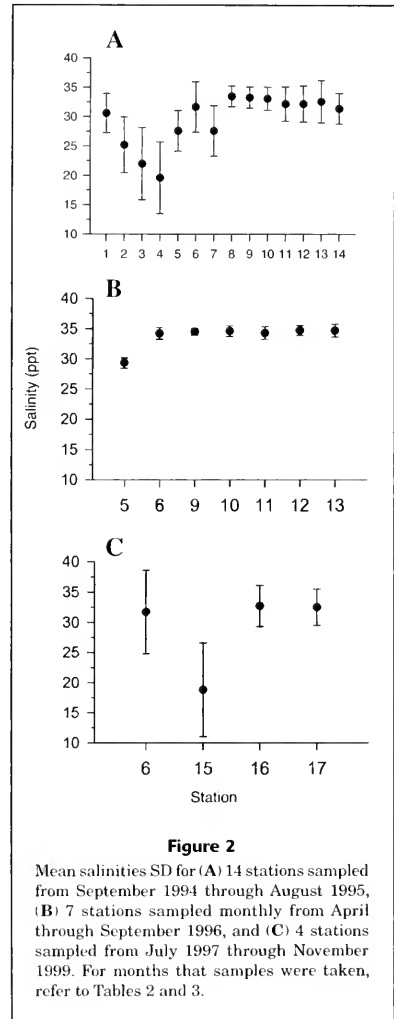 A
40
35
30
25
20
15
10
1 2 3 4 5 6 7 8 9 10 11 12 13 14
B
40
35
30
25
20
15
10
5 6 9 10 11 12 13
Salinity (ppt)
C
40
35
30
25
20
15
10
6 15 16 17
Station
Figure 2
Mean salinities SD for (A) 14 stations sampled
from September 1994 through August 1995,
(B) 7 stations sampled monthly from April
through September 1996, and (C) 4 stations
sampled from July 1997 through November
1999. For months that samples were taken,
refer to Tables 2 and 3.